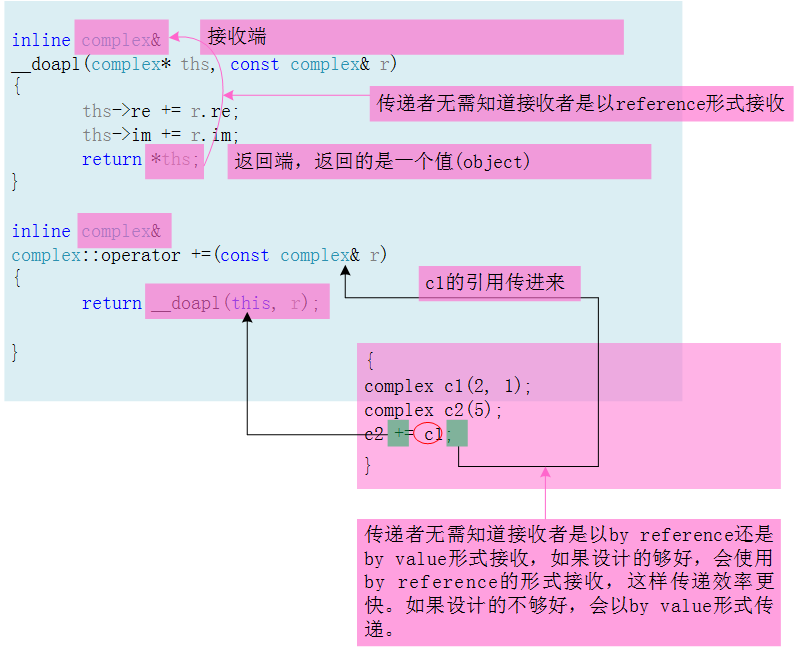 inline complex&
接收端
__doapl(complex* ths, const complex& r)
{
ths->re += r.re;
传递者无需知道接收者是以reference形式接收
ths->im += r.im;
return *ths;
返回端，返回的是一个值(object)
}
inline complex&
complex::operator +=(const complex& r)
{
c1的引用传进来
return __doapl(this, r);
}
{
complex c1(2, 1);
complex c2(5);
c2 += c1;
}
传递者无需知道接收者是以by reference还是
by value形式接收，如果设计的够好，会使用
by reference的形式接收，这样传递效率更
快。如果设计的不够好，会以by value形式传
递。